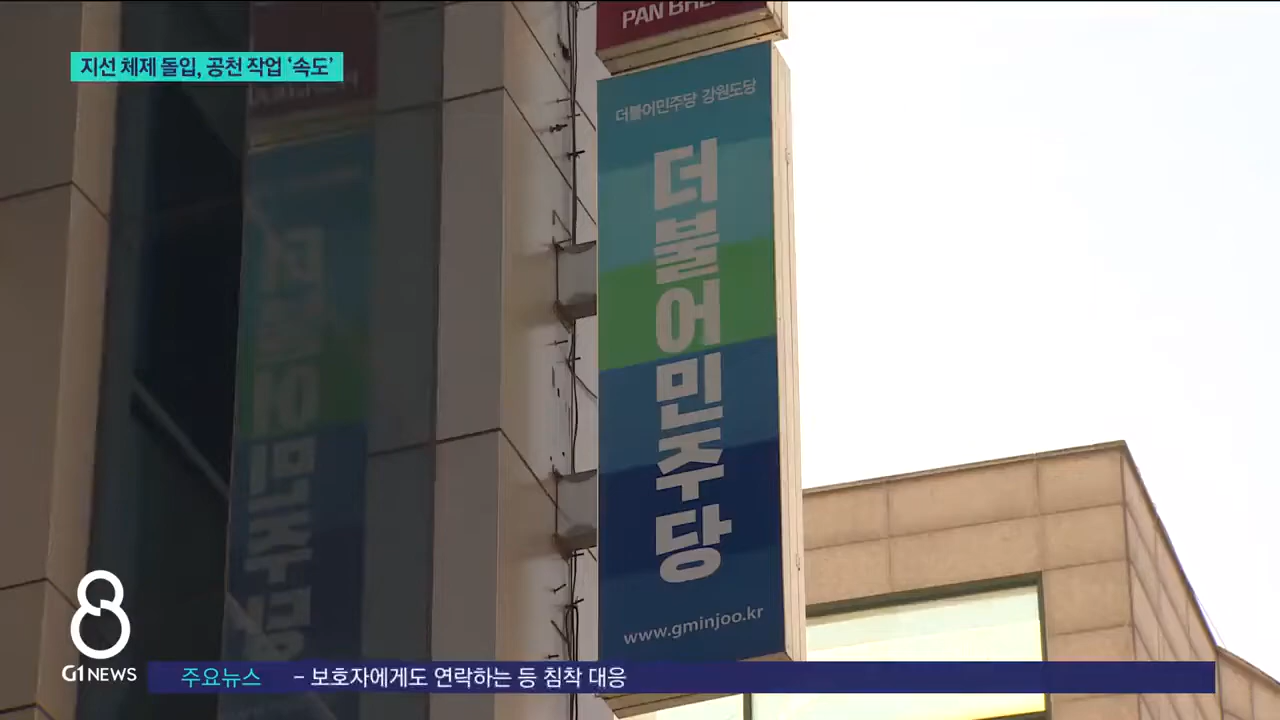 PAN
지선 체제 돌입, 공천 작업 ‘속도’
더불어민주당 강원도당
더불어민주당
www.gminjoo.kr
8
G1 NEWS
주요뉴스 - 보호자에게도 연락하는 등 침착 대응